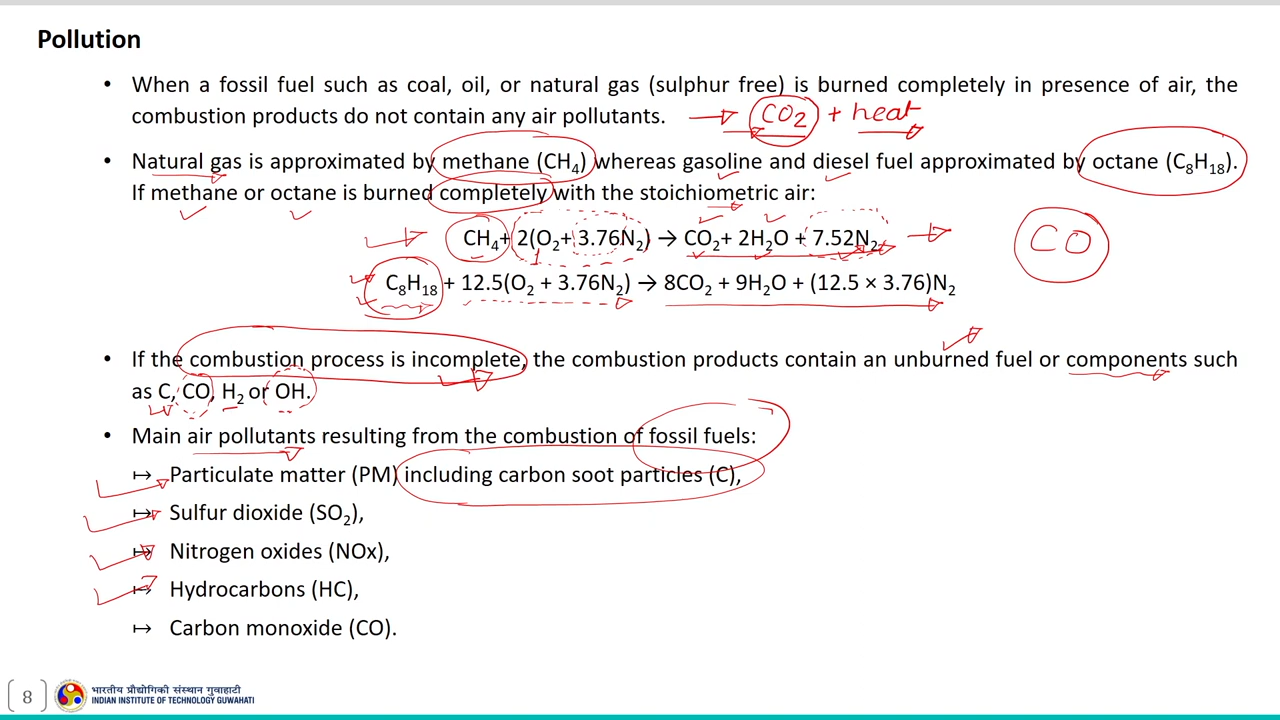 Pollution
• When a fossil fuel such as coal, oil, or natural gas (sulphur free) is burned completely in presence of air, the
combustion products do not contain any air pollutants. → CO₂ + heat
• Natural gas is approximated by methane (CH₄) whereas gasoline and diesel fuel approximated by octane (C₈H₁₈).
If methane or octane is burned completely with the stoichiometric air:
CH₄+ 2(O₂+ 3.76N₂) → CO₂+ 2H₂O + 7.52N₂
CO
C₈H₁₈ + 12.5(O₂ + 3.76N₂) → 8CO₂ + 9H₂O + (12.5 × 3.76)N₂
• If the combustion process is incomplete, the combustion products contain an unburned fuel or components such
as C, CO, H₂ or OH.
• Main air pollutants resulting from the combustion of fossil fuels:
↦ Particulate matter (PM) including carbon soot particles (C),
↦ Sulfur dioxide (SO₂),
↦ Nitrogen oxides (NOx),
↦ Hydrocarbons (HC),
↦ Carbon monoxide (CO).
8
भारतीय प्रौद्योगिकी संस्थान गुवाहाटी
INDIAN INSTITUTE OF TECHNOLOGY GUWAHATI